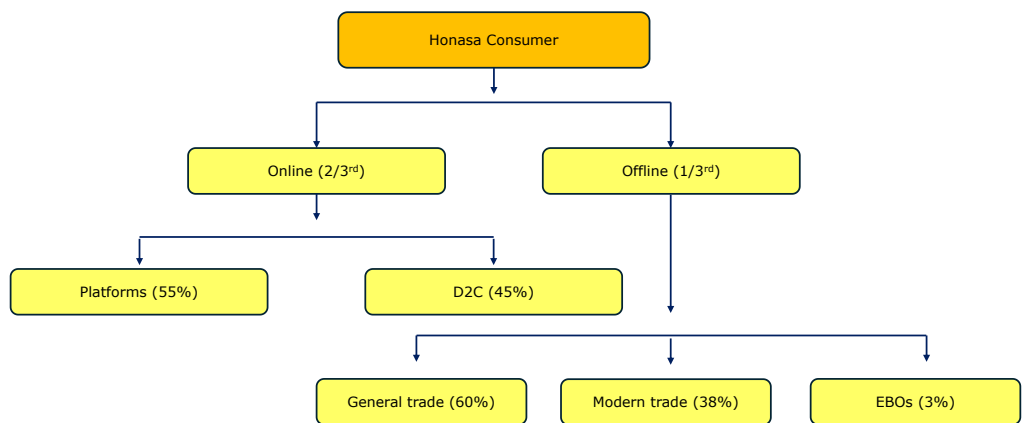 Honasa Consumer
Online (2/3rd)
Offline (1/3rd)
Platforms (55%)
D2C (45%)
General trade (60%)
Modern trade (38%)
EBOs (3%)